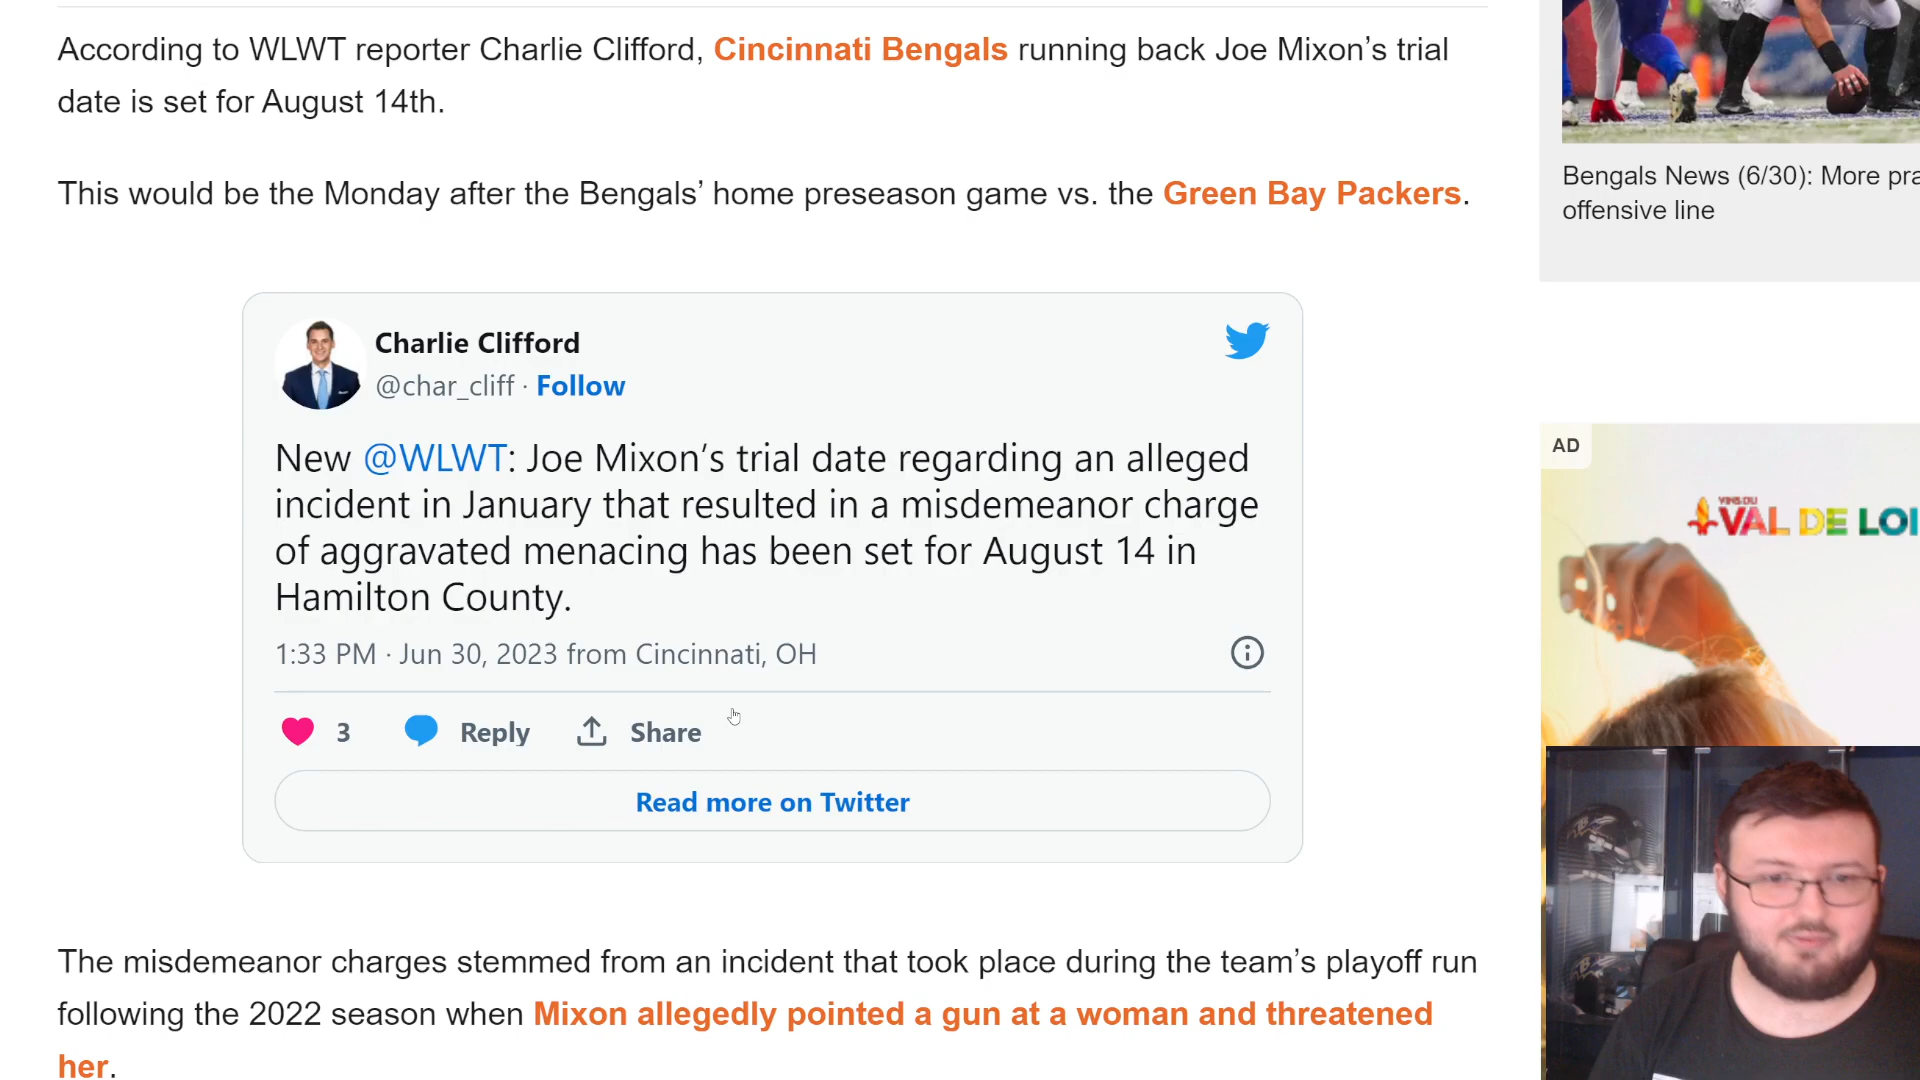 According to WLWT reporter Charlie Clifford, Cincinnati Bengals running back Joe Mixon’s trial
date is set for August 14th.
This would be the Monday after the Bengals’ home preseason game vs. the Green Bay Packers.
Charlie Clifford
@char_cliff · Follow
New @WLWT: Joe Mixon’s trial date regarding an alleged
incident in January that resulted in a misdemeanor charge
of aggravated menacing has been set for August 14 in
Hamilton County.
1:33 PM · Jun 30, 2023 from Cincinnati, OH
3 Reply Share
Read more on Twitter
The misdemeanor charges stemmed from an incident that took place during the team’s playoff run
following the 2022 season when Mixon allegedly pointed a gun at a woman and threatened
her.
Bengals News (6/30): More pra
offensive line
AD
VINS DU
VAL DE LOI